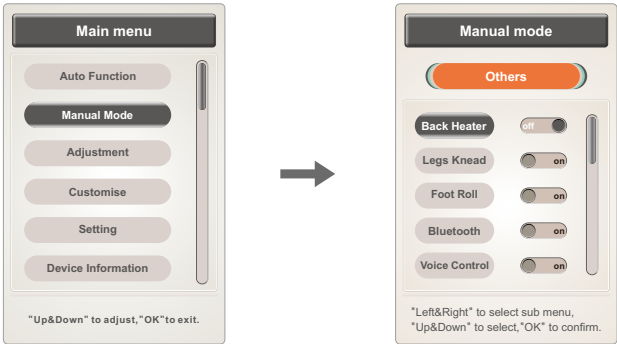 Main menu
Auto Function
Manual Mode
Adjustment
Customise
Setting
Device Information
"Up&Down" to adjust,"OK"to exit.
Manual mode
Others
Back Heater off
Legs Knead on
Foot Roll on
Bluetooth on
Voice Control on
"Left&Right" to select sub menu,
"Up&Down" to select,"OK" to confirm.